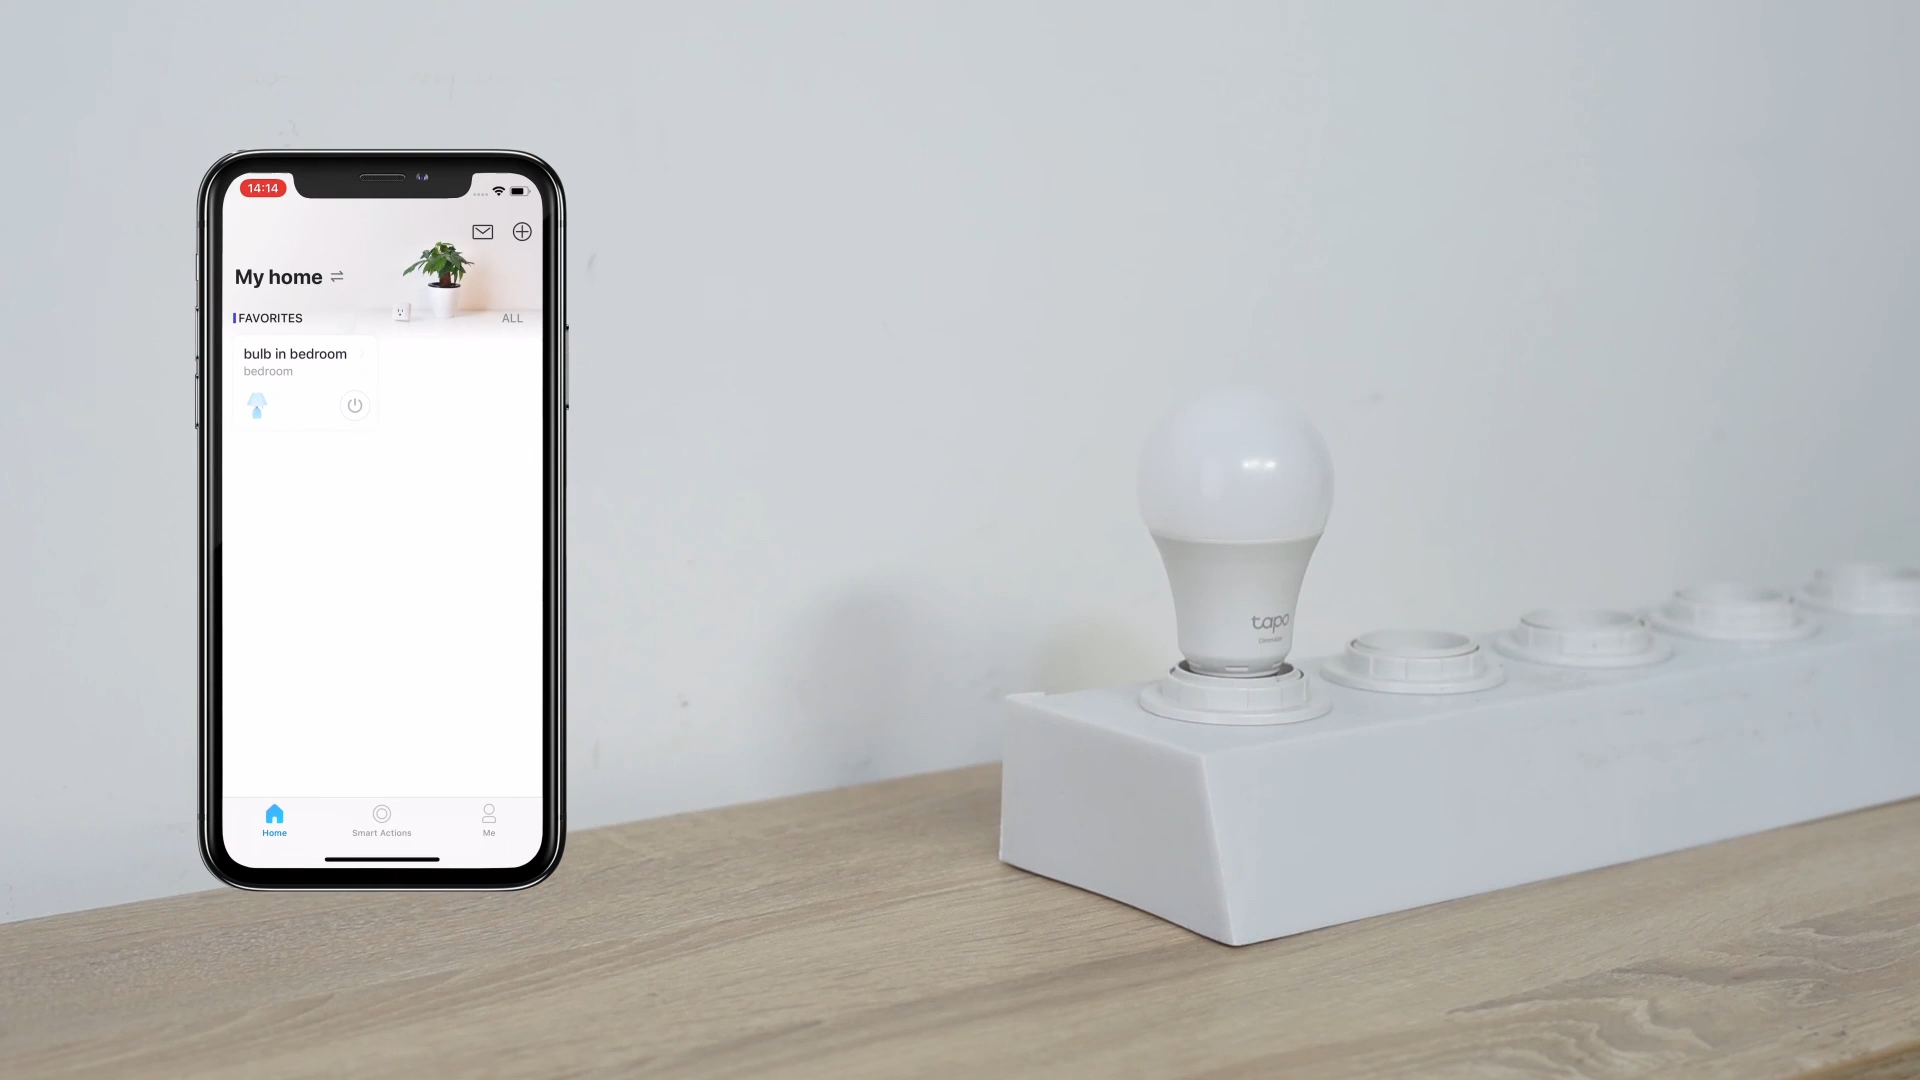 14:14
My home
FAVORITES
ALL
bulb in bedroom
bedroom
Home
Smart Actions
Me
tapo